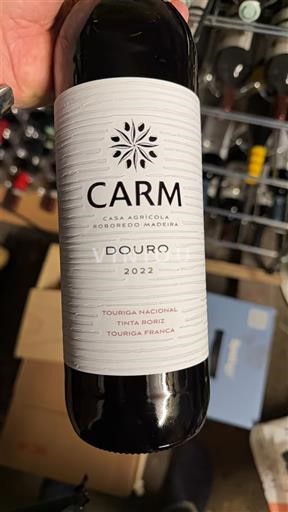 CARM
CASA AGRÍCOLA
ROBOREDO MADEIRA
DOURO
2022
TOURIGA NACIONAL
TINTA RORIZ
TOURIGA FRANCA